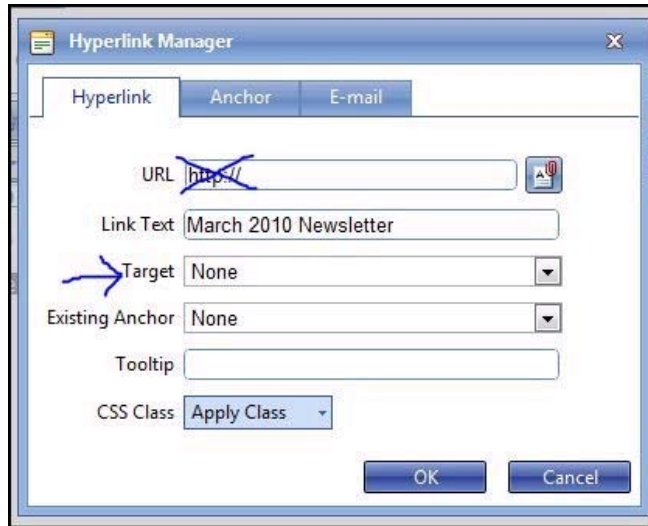 Hyperlink Manager
Hyperlink Anchor E-mail
URL http://
Link Text March 2010 Newsletter
Target None
Existing Anchor None
Tooltip
CSS Class Apply Class
OK Cancel